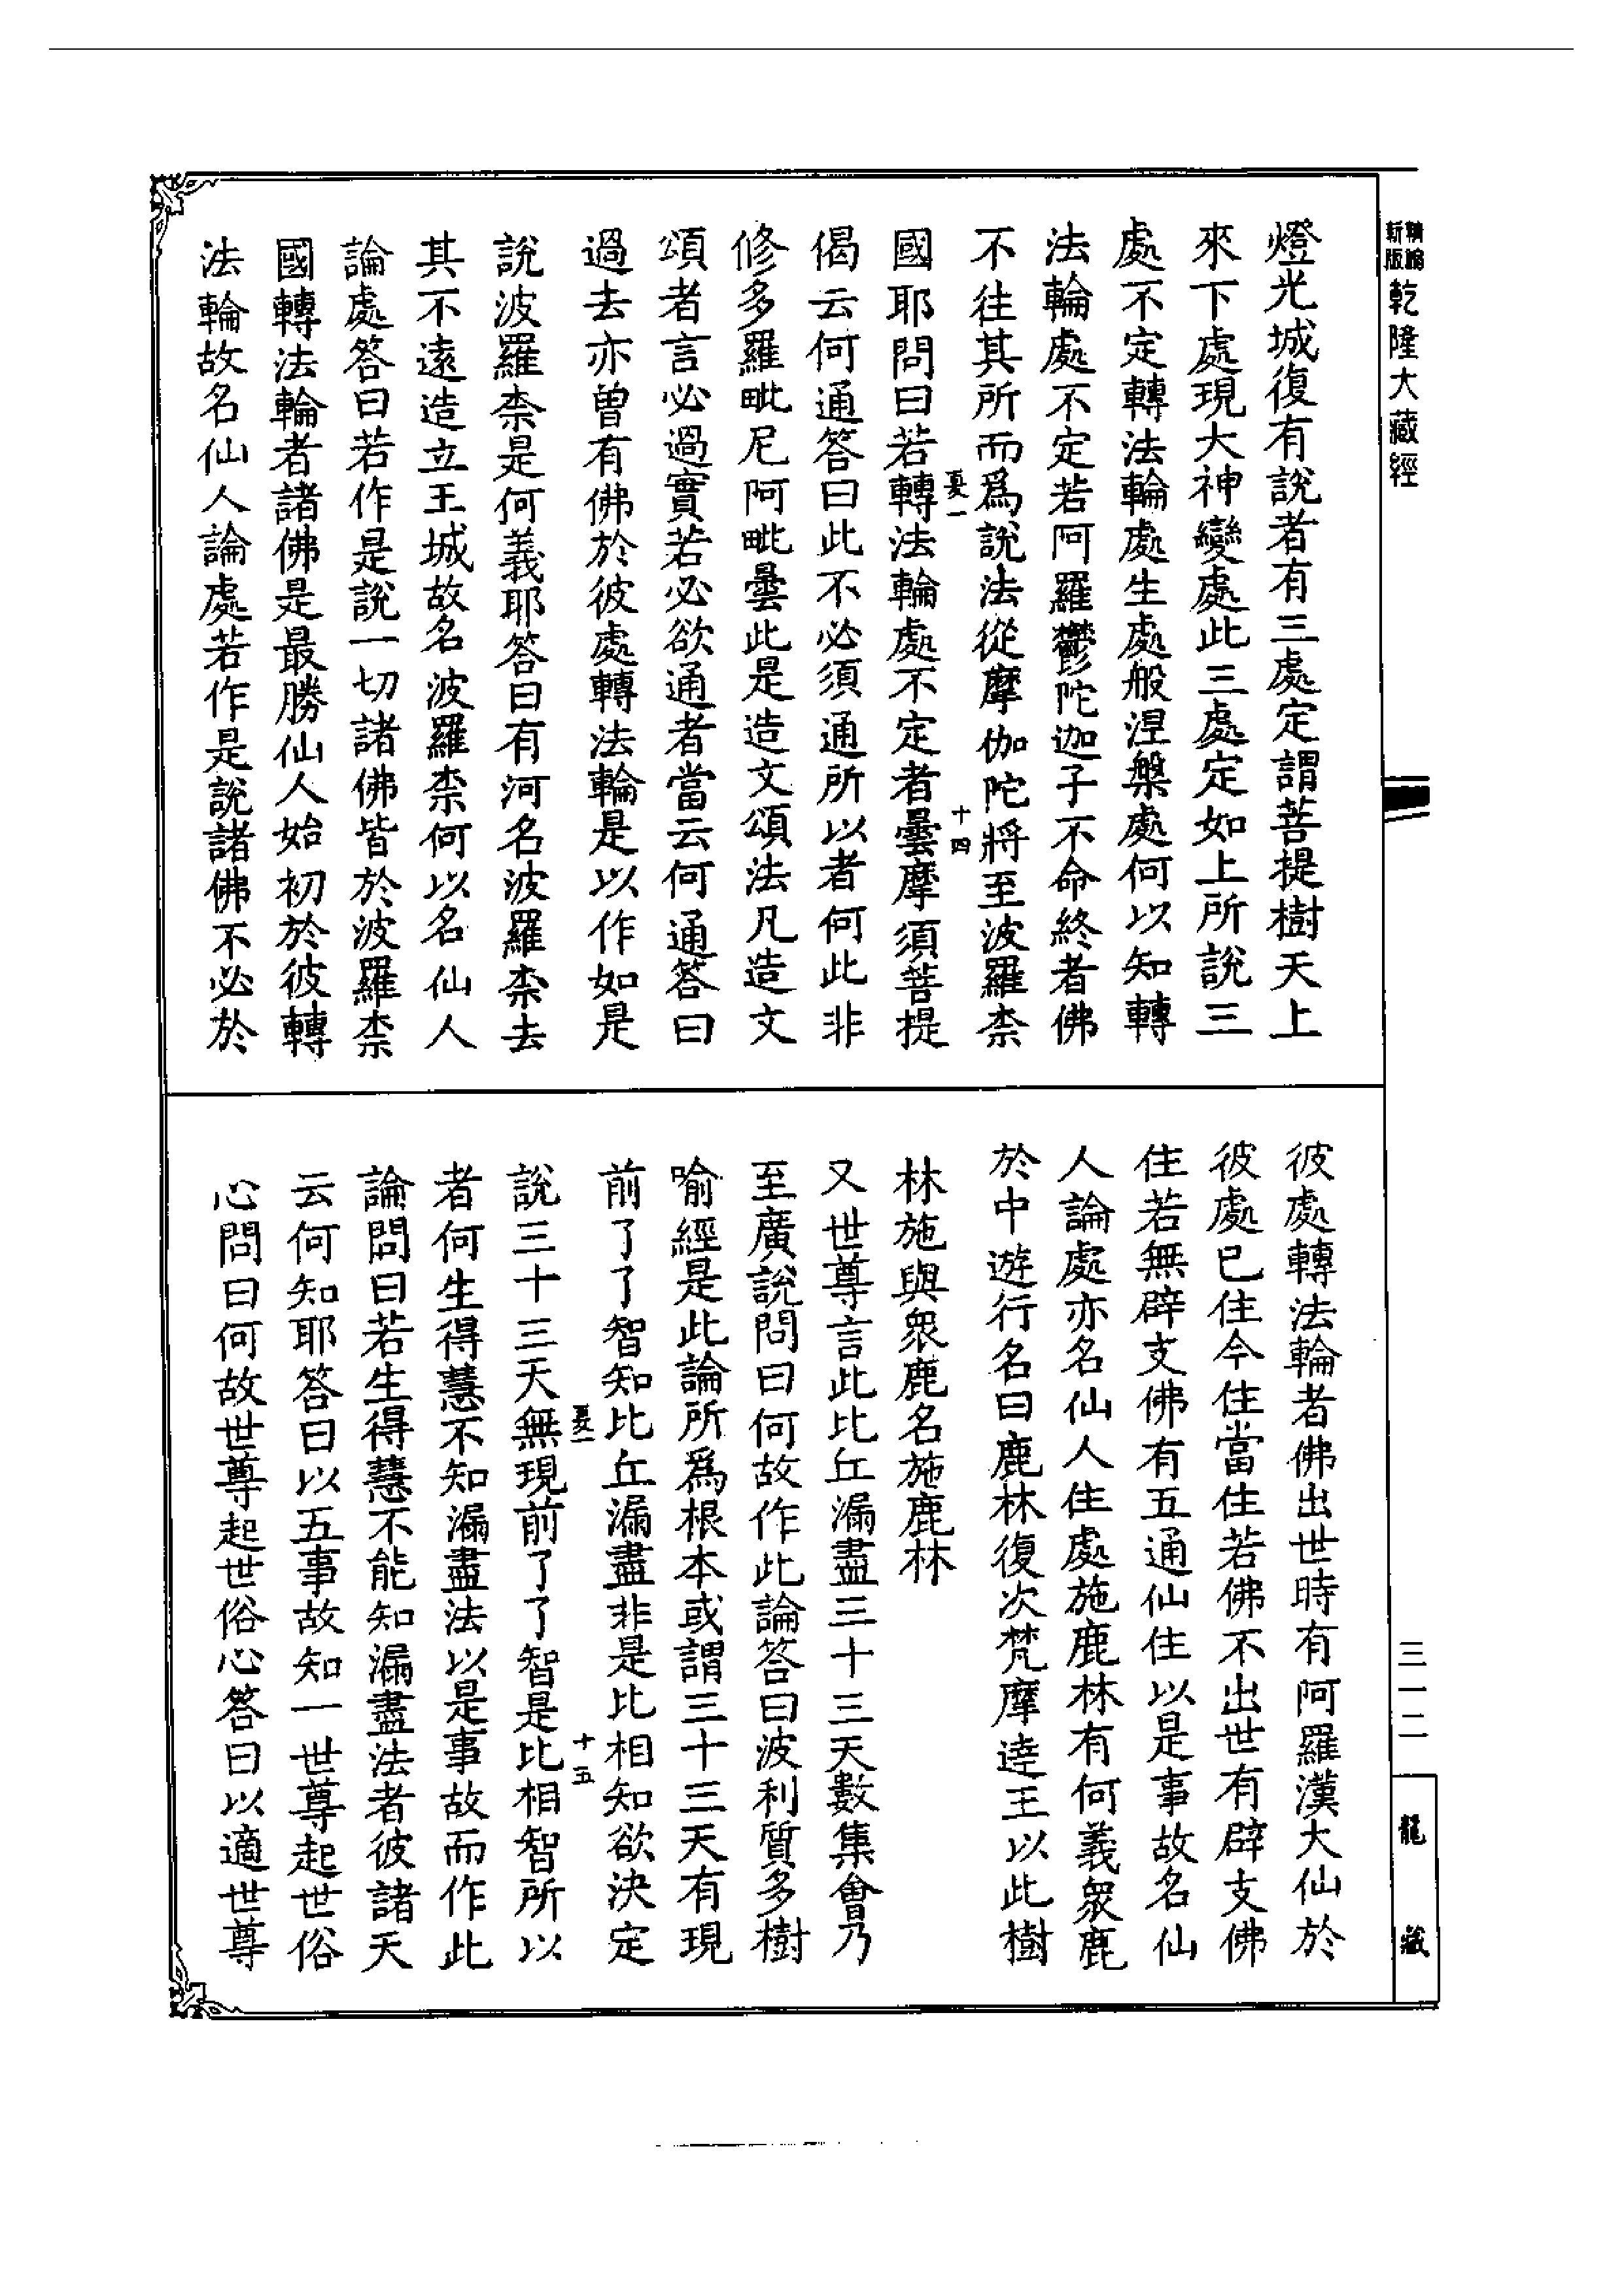 精編
新版
乾隆大藏經
燈光城復有說者有三處定謂菩提樹天上
來下處現大神變處此三處定如上所說三
處不定轉法輪處生處般涅槃處何以知轉
法輪處不定若阿羅鬱陀迦子不命終者佛
不往其所而爲說法從摩伽陀將至波羅柰
夏一
十四
國耶問曰若轉法輪處不定者曇摩須菩提
偈云何通答曰此不必須通所以者何此非
修多羅毗尼阿毗曇此是造文頌法凡造文
頌者言必過實若必欲通者當云何通答曰
過去亦曾有佛於彼處轉法輪是以作如是
說波羅柰是何義耶答曰有河名波羅柰去
其不遠造立王城故名波羅柰何以名仙人
論處答曰若作是說一切諸佛皆於波羅柰
國轉法輪者諸佛是最勝仙人始初於彼轉
法輪故名仙人論處若作是說諸佛不必於
彼處轉法輪者佛出世時有阿羅漢大仙於
彼處已住今住當住若佛不出世有辟支佛
住若無辟支佛有五通仙住以是事故名仙
人論處亦名仙人住處施鹿林有何義衆鹿
於中遊行名曰鹿林復次梵摩達王以此樹
林施與衆鹿名施鹿林
又世尊言此比丘漏盡三十三天數集會乃
至廣說問曰何故作此論答曰波利質多樹
喻經是此論所爲根本或謂三十三天有現
前了了智知比丘漏盡非是比相知欲決定
夏一
十五
說三十三天無現前了了智是比相智所以
者何生得慧不知漏盡法以是事故而作此
論問曰若生得慧不能知漏盡法者彼諸天
云何知耶答曰以五事故知一世尊起世俗
心問曰何故世尊起世俗心答曰以適世尊
三一二
龍藏